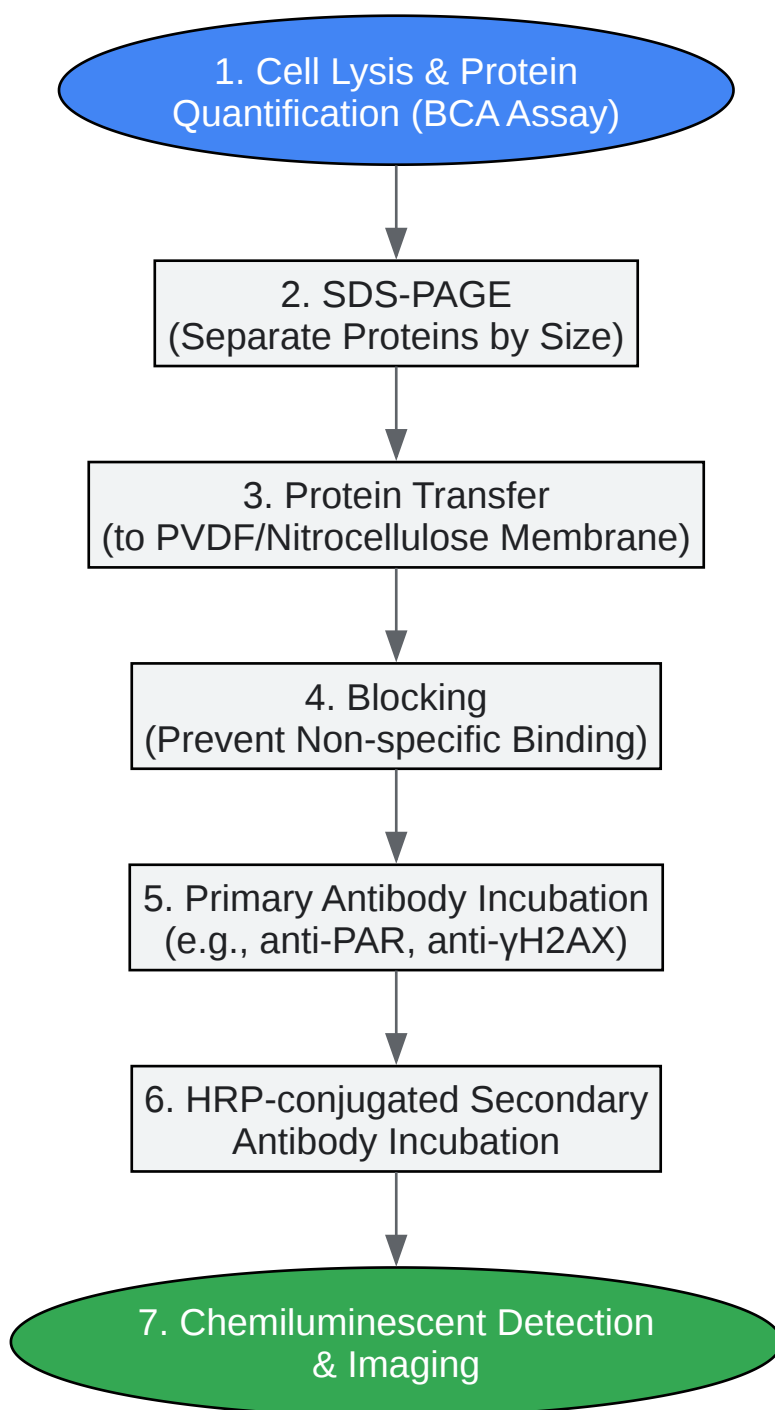 1. Cell Lysis & Protein
Quantification (BCA Assay)
2. SDS-PAGE
(Separate Proteins by Size)
3. Protein Transfer
(to PVDF/Nitrocellulose Membrane)
4. Blocking
(Prevent Non-specific Binding)
5. Primary Antibody Incubation
(e.g., anti-PAR, anti-γH2AX)
6. HRP-conjugated Secondary
Antibody Incubation
7. Chemiluminescent Detection
& Imaging